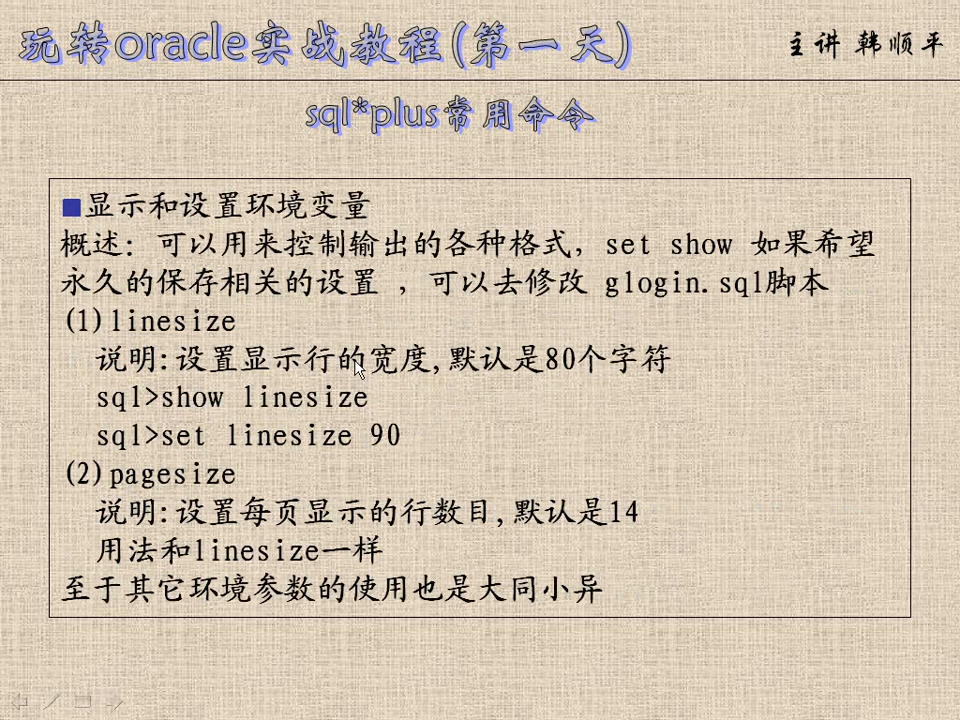 玩转oracle实战教程(第一天)
主讲 韩顺平
sql*plus常用命令
■显示和设置环境变量
概述: 可以用来控制输出的各种格式, set show 如果希望
永久的保存相关的设置 , 可以去修改 glogin.sql脚本
(1)linesize
说明:设置显示行的宽度,默认是80个字符
sql>show linesize
sql>set linesize 90
(2)pagesize
说明:设置每页显示的行数目,默认是14
用法和linesize一样
至于其它环境参数的使用也是大同小异